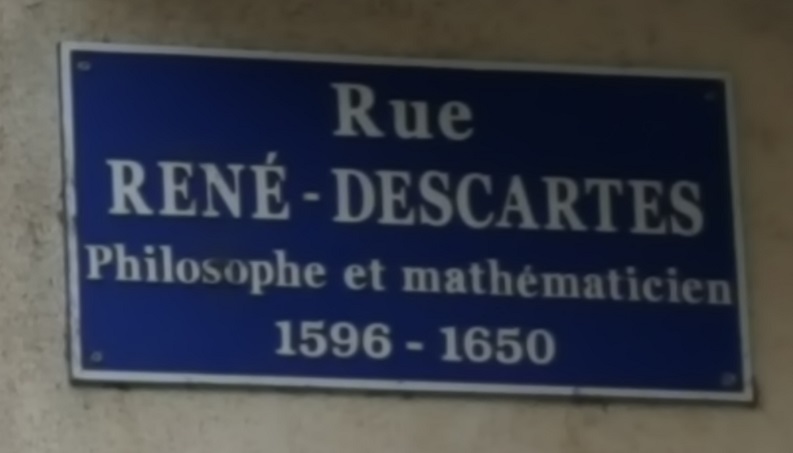 Rue
RENÉ - DESCARTES
Philosophe et mathématicien
1596 - 1650